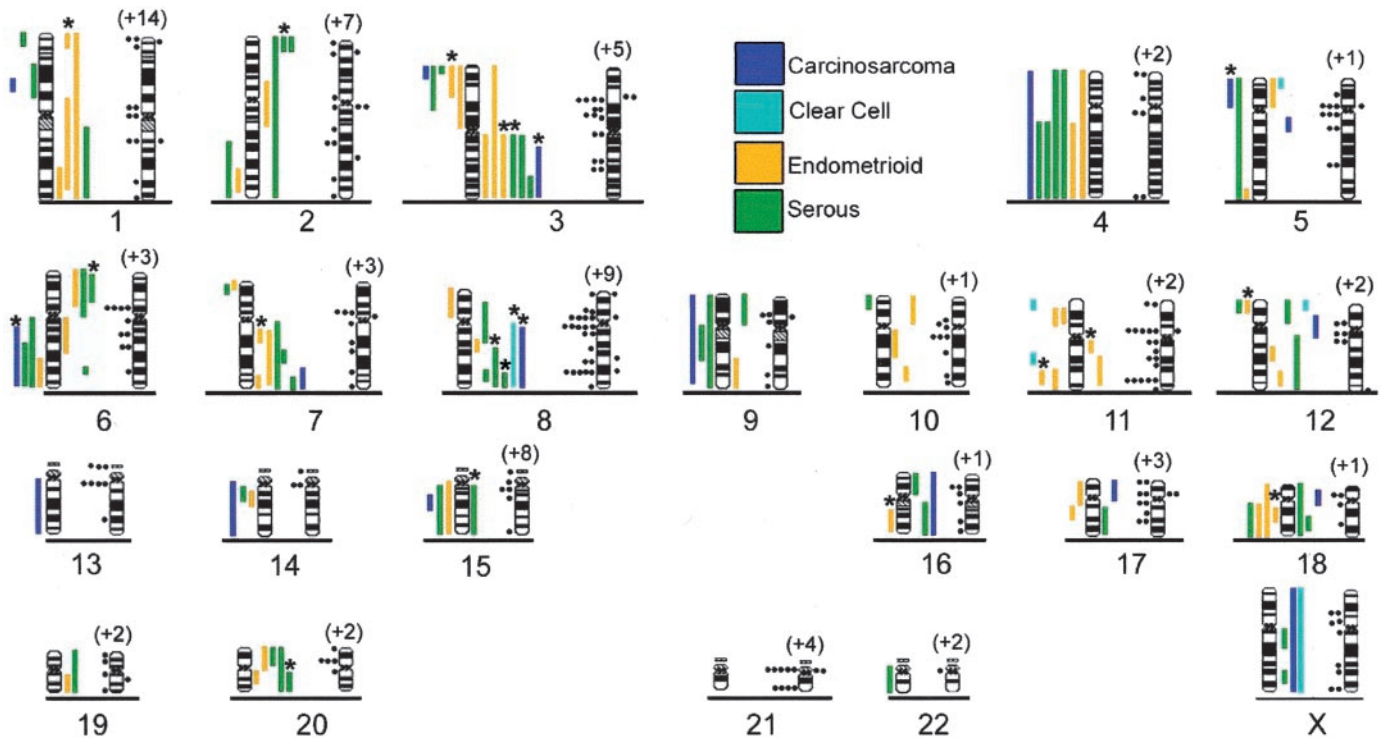 (+14)
(+7)
(+5)
(+2)
(+1)
* * * * * * * *
Carcinosarcoma
Clear Cell
Endometrioid
Serous
1 2 3 4 5
(+3) (+3) (+9) (+1) (+2) (+2)
* * * * * * * * * * *
6 7 8 9 10 11 12
(+8) (+1) (+3) (+1)
* * *
13 14 15 16 17 18
(+2) (+2) (+4) (+2)
*
19 20 21 22 X